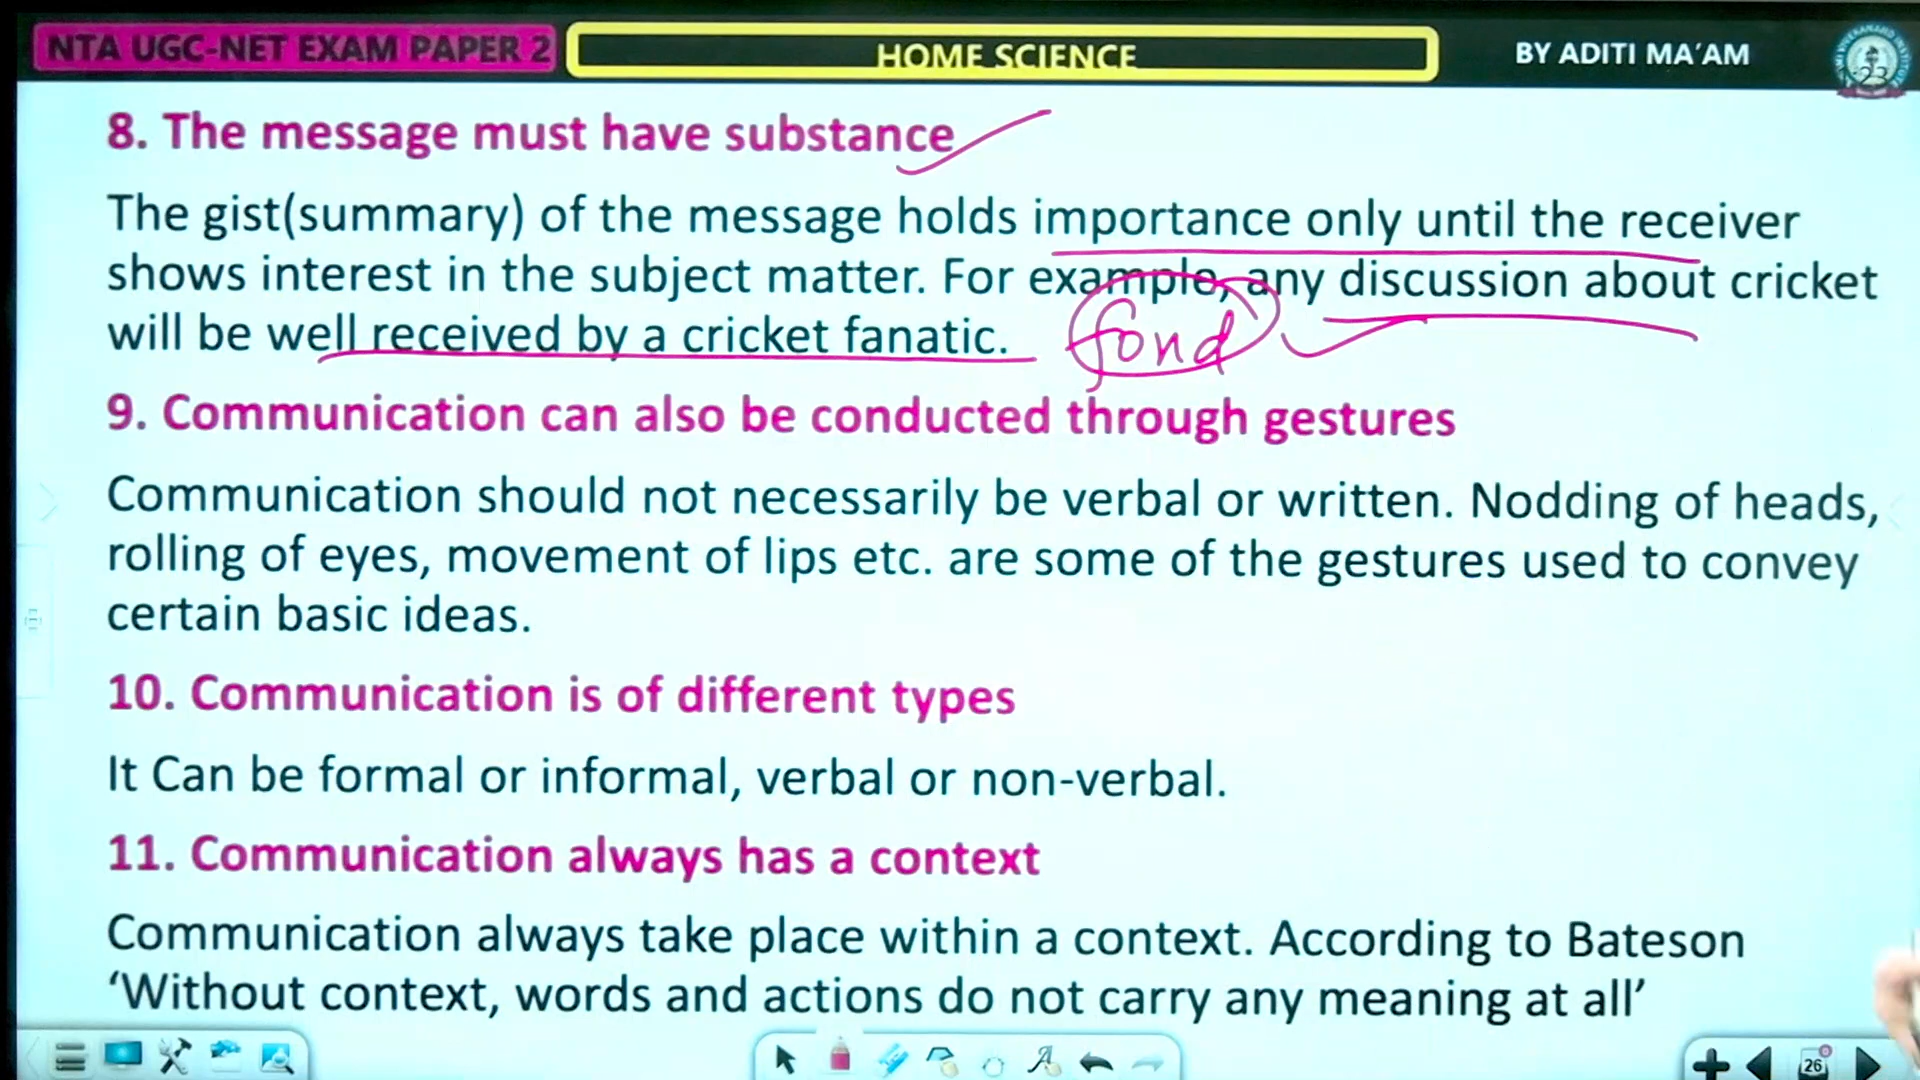 NTA UGC-NET EXAM PAPER 2
HOME SCIENCE
BY ADITI MA'AM
8. The message must have substance
The gist(summary) of the message holds importance only until the receiver
shows interest in the subject matter. For example, any discussion about cricket
will be well received by a cricket fanatic.
fond
9. Communication can also be conducted through gestures
Communication should not necessarily be verbal or written. Nodding of heads,
rolling of eyes, movement of lips etc. are some of the gestures used to convey
certain basic ideas.
10. Communication is of different types
It Can be formal or informal, verbal or non-verbal.
11. Communication always has a context
Communication always take place within a context. According to Bateson
‘Without context, words and actions do not carry any meaning at all’
26